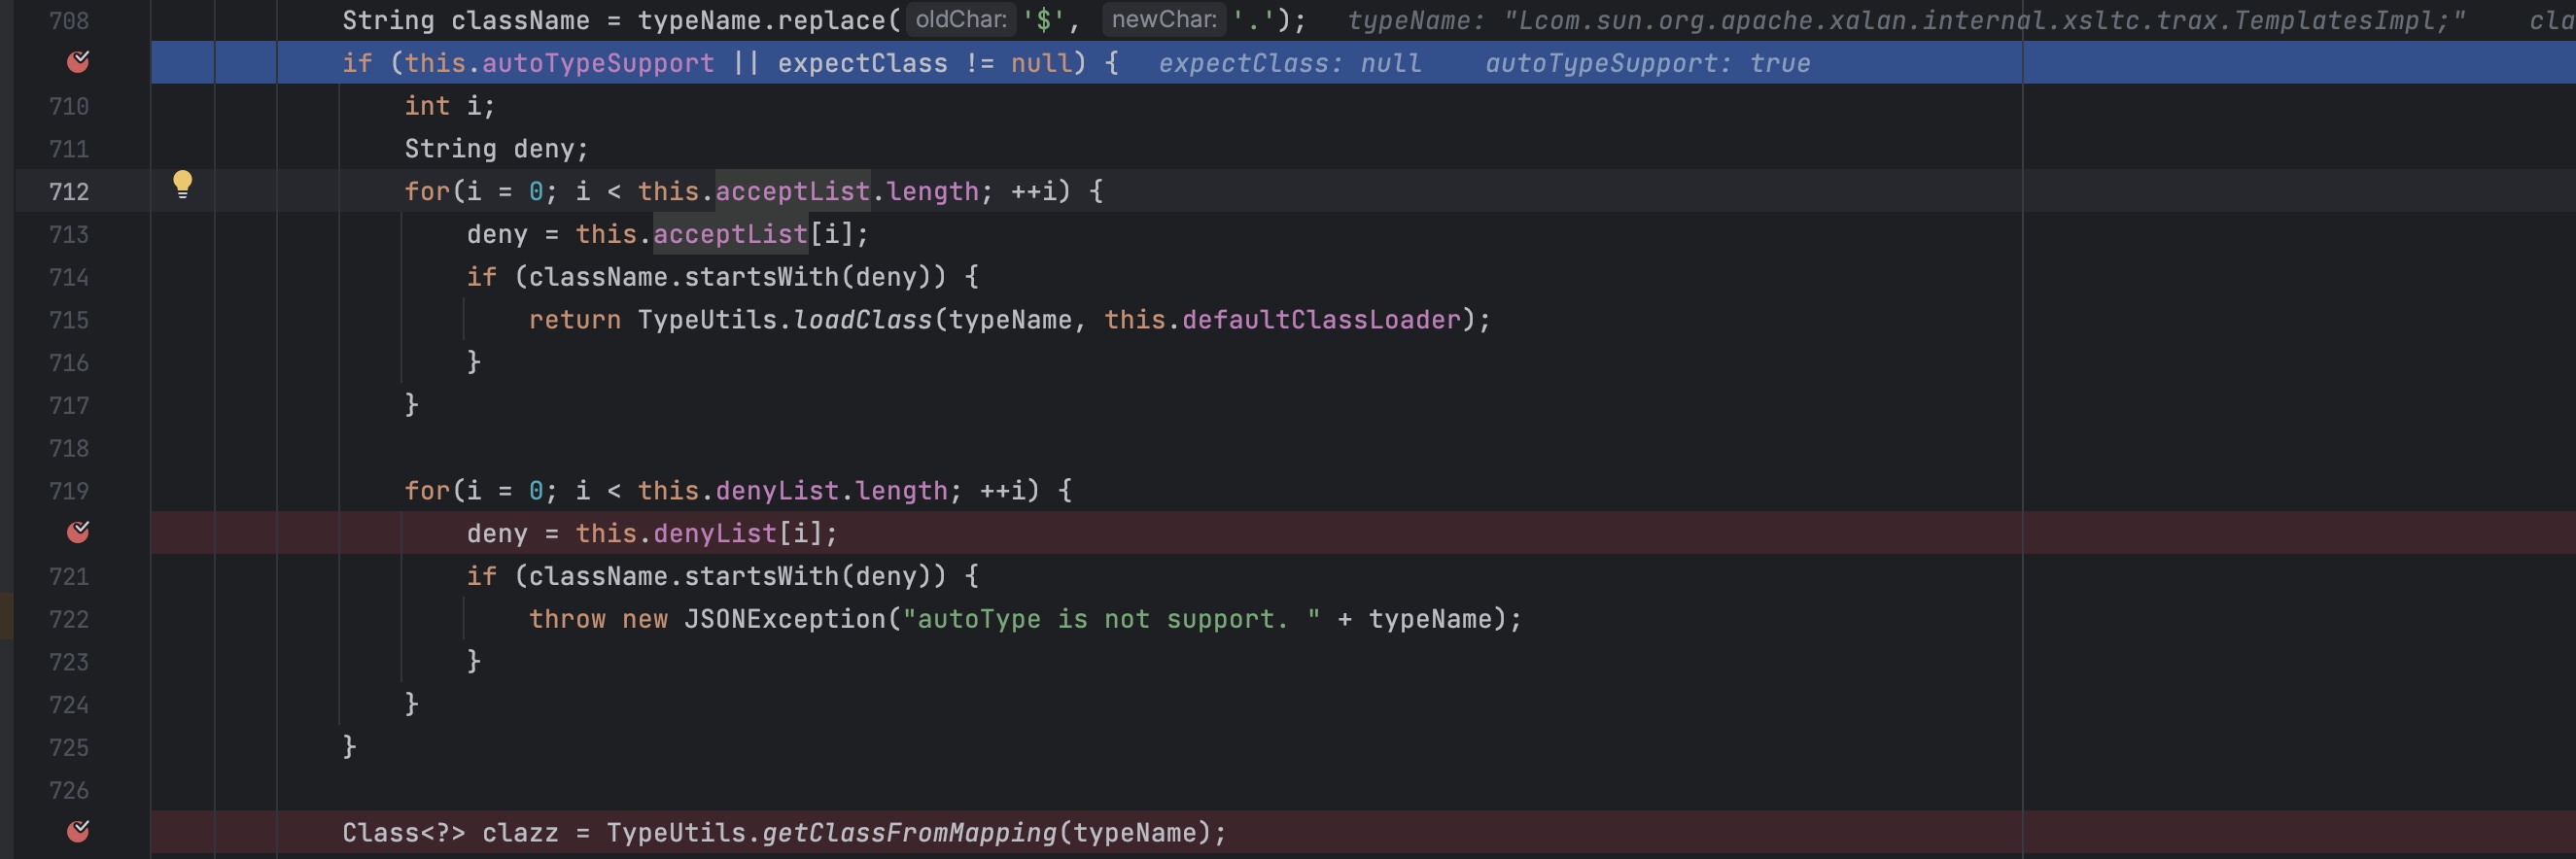 708 String className = typeName.replace( oldChar: '$', newChar: '.'); typeName: "Lcom.sun.org.apache.xalan.internal.xsltc.trax.TemplatesImpl;" cla
if (this.autoTypeSupport || expectClass != null) { expectClass: null autoTypeSupport: true
710 int i;
711 String deny;
712 for(i = 0; i < this.acceptList.length; ++i) {
713 deny = this.acceptList[i];
714 if (className.startsWith(deny)) {
715 return TypeUtils.loadClass(typeName, this.defaultClassLoader);
716 }
717 }
718
719 for(i = 0; i < this.denyList.length; ++i) {
deny = this.denyList[i];
721 if (className.startsWith(deny)) {
722 throw new JSONException("autoType is not support. " + typeName);
723 }
724 }
725 }
726
Class<?> clazz = TypeUtils.getClassFromMapping(typeName);